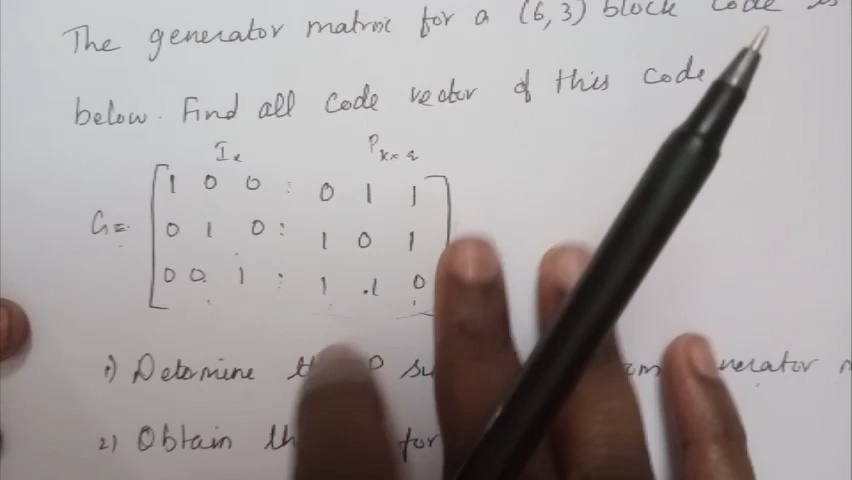 The generator matrix for a (6,3) block code is
below. Find all code vector of this code
I P k×q
1 0 0 : 0 1 1
G = 0 1 0 : 1 0 1
0 0 1 : 1 1 0
1) Determine
2) Obtain for